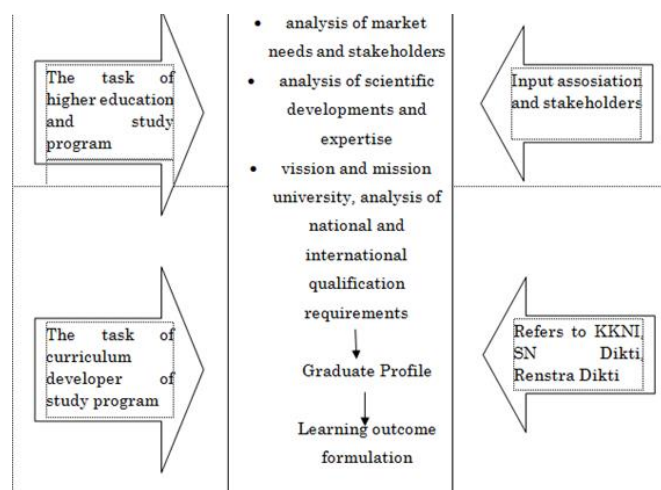 The task of
higher education
and study
program
• analysis of market
needs and stakeholders
• analysis of scientific
developments and
expertise
• vission and mission
university, analysis of
national and
international
qualification
requirements
Input assosiation
and stakeholders
The task of
curriculum
developer of
study program
Graduate Profile
Learning outcome
formulation
Refers to KKNI,
SN Dikti,
Renstra Dikti